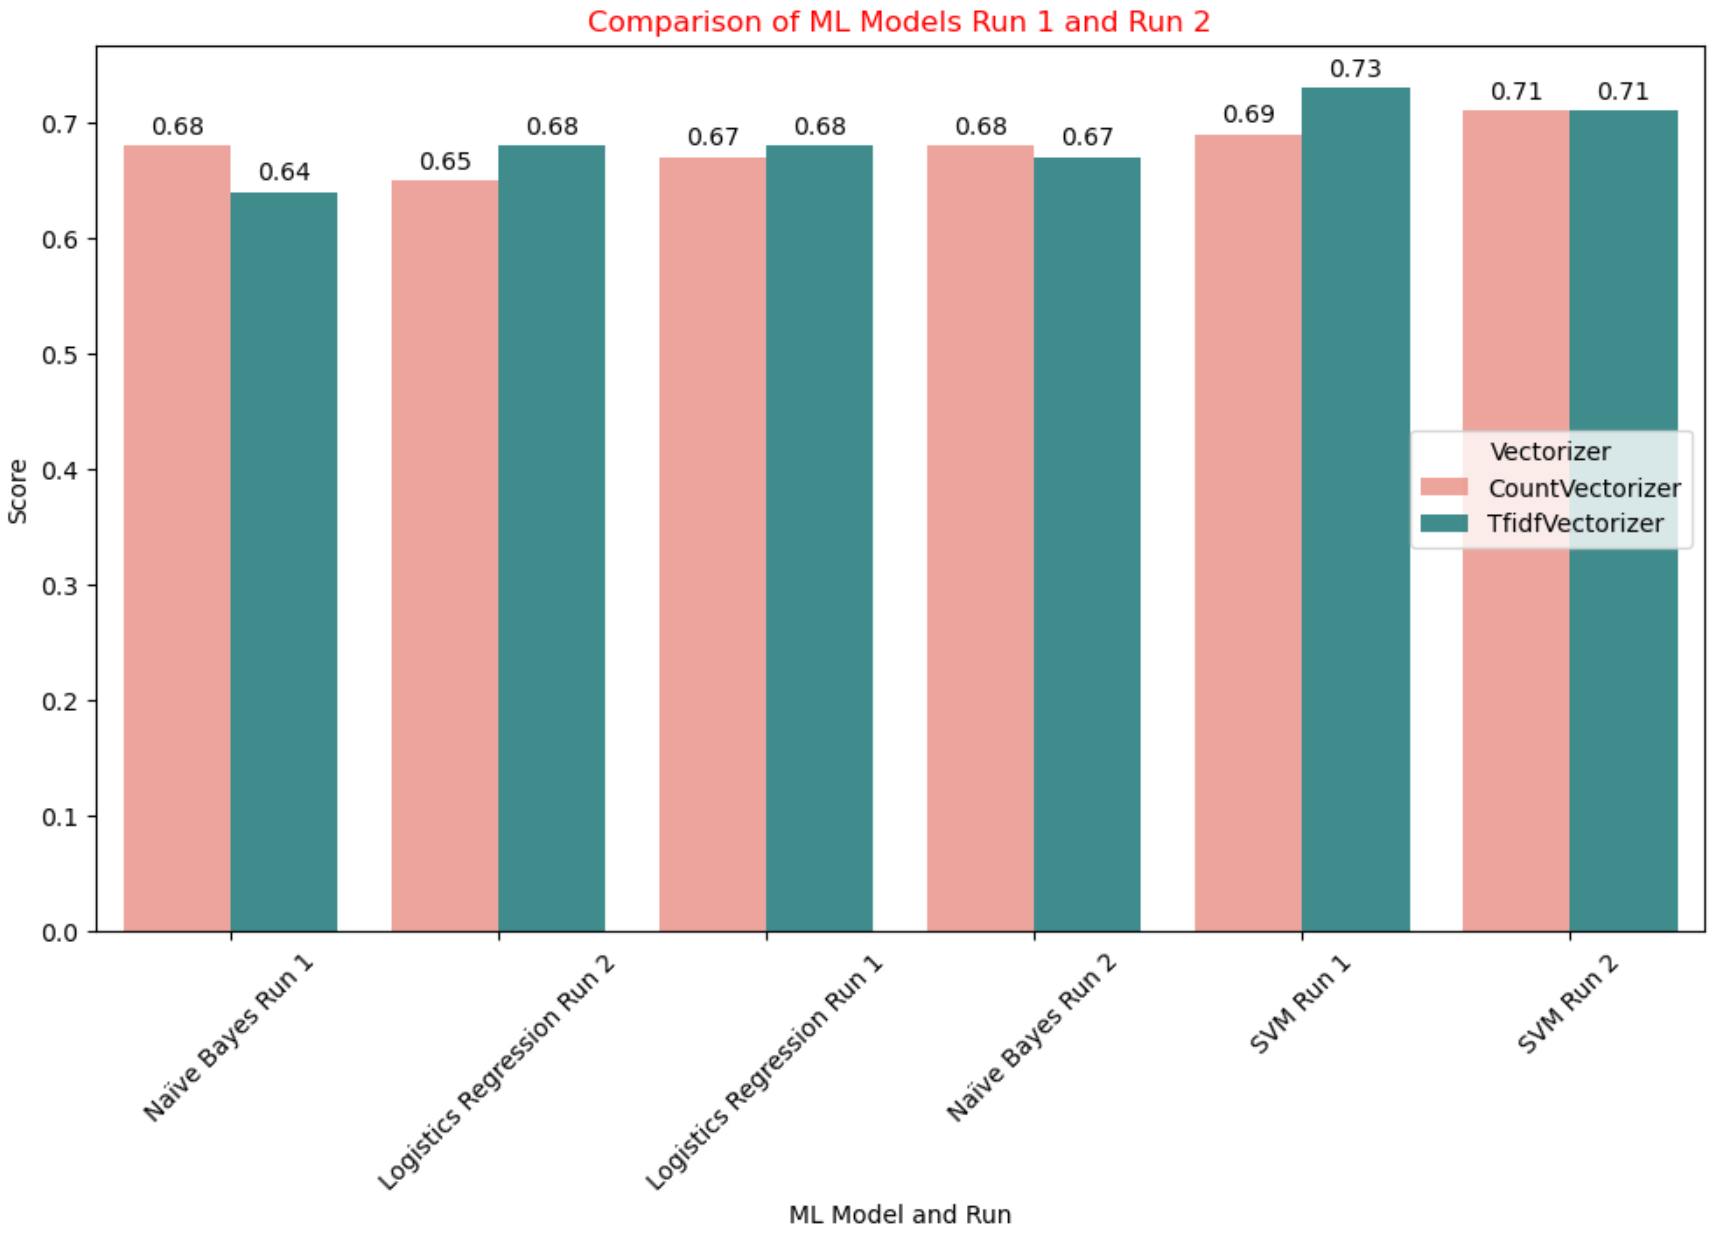 Comparison of ML Models Run 1 and Run 2
Score
0.7
0.6
0.5
0.4
0.3
0.2
0.1
0.0
0.68
0.64
0.65
0.68
0.67
0.68
0.68
0.67
0.69
0.73
0.71
0.71
Vectorizer
CountVectorizer
TfidfVectorizer
Naïve Bayes Run 1
Logistics Regression Run 2
Logistics Regression Run 1
Naïve Bayes Run 2
SVM Run 1
SVM Run 2
ML Model and Run